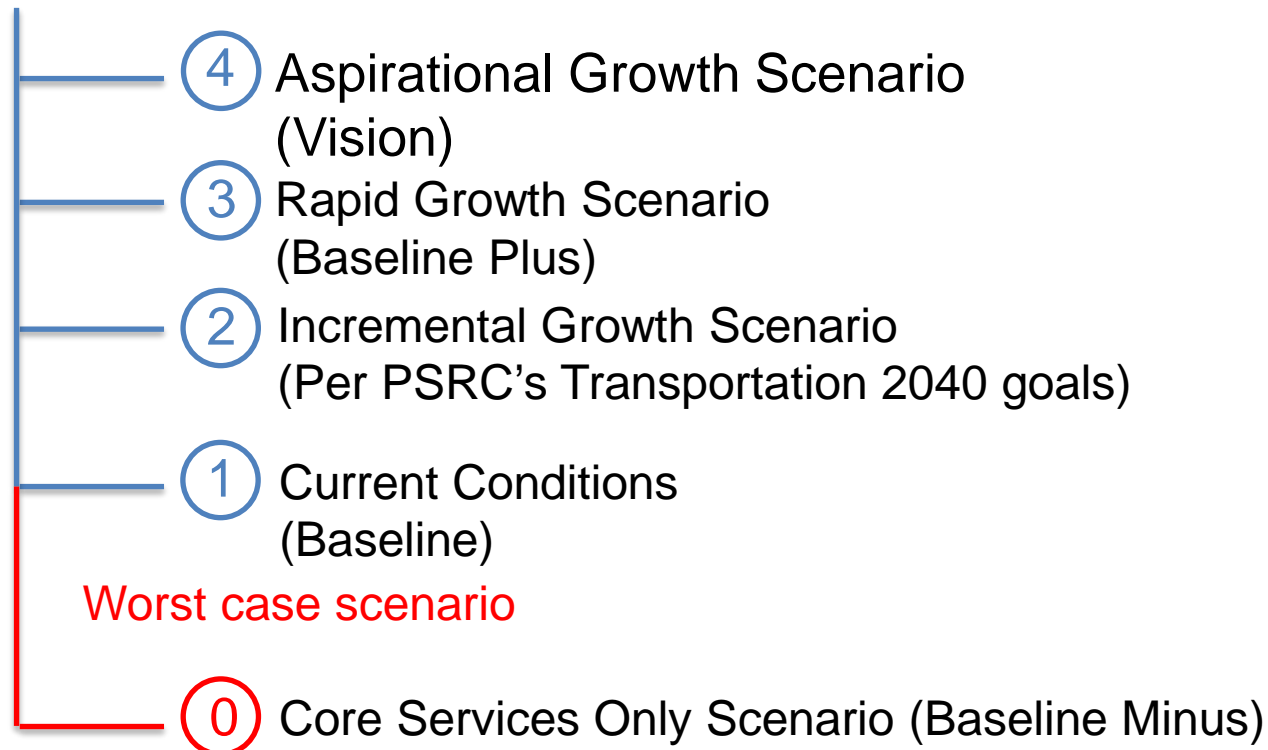 4 Aspirational Growth Scenario
(Vision)
3 Rapid Growth Scenario
(Baseline Plus)
2 Incremental Growth Scenario
(Per PSRC's Transportation 2040 goals)
1 Current Conditions
(Baseline)
Worst case scenario
0 Core Services Only Scenario (Baseline Minus)